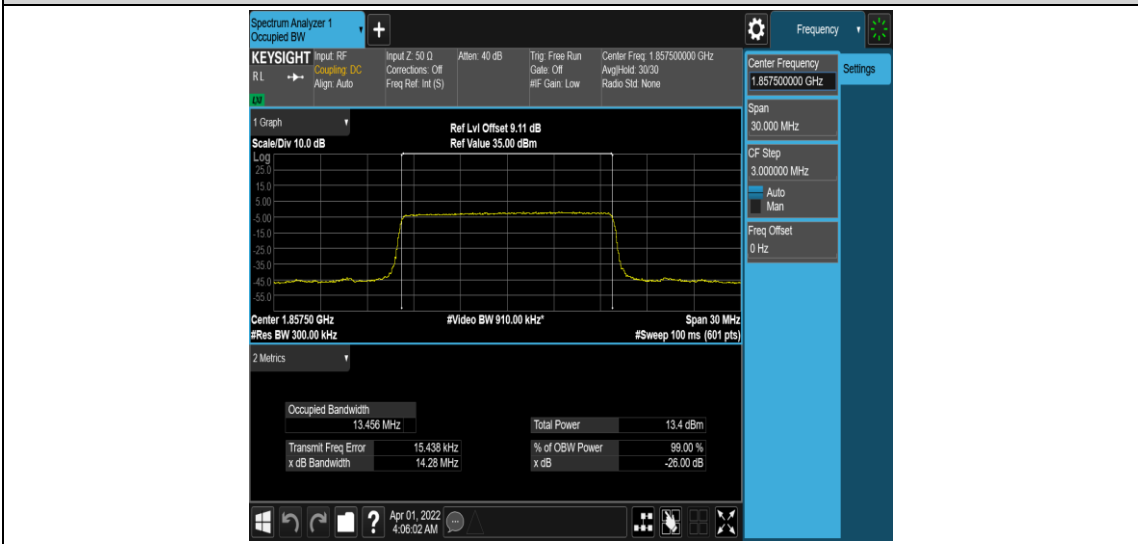 Spectrum Analyzer 1
Occupied BW
+
Frequency
KEYSIGHT
RL
LXI
Input: RF
Coupling: DC
Align: Auto
Input Z: 50 Ω
Corrections: Off
Freq Ref: Int (S)
Atten: 40 dB
Trig: Free Run
Gate: Off
#IF Gain: Low
Center Freq: 1.857500000 GHz
Avg|Hold: 30/30
Radio Std: None
Center Frequency
1.857500000 GHz
Settings
Span
30.000 MHz
CF Step
3.000000 MHz
Auto
Man
Freq Offset
0 Hz
1 Graph
Scale/Div 10.0 dB
Ref Lvl Offset 9.11 dB
Ref Value 35.00 dBm
Log
25.0
15.0
5.00
-5.00
-15.0
-25.0
-35.0
-45.0
-55.0
Center 1.85750 GHz
#Video BW 910.00 kHz*
Span 30 MHz
#Res BW 300.00 kHz
#Sweep 100 ms (601 pts)
2 Metrics
Occupied Bandwidth
13.456 MHz
Total Power 13.4 dBm
Transmit Freq Error 15.438 kHz
% of OBW Power 99.00 %
x dB Bandwidth 14.28 MHz
x dB -26.00 dB
?
Apr 01, 2022
4:06:02 AM